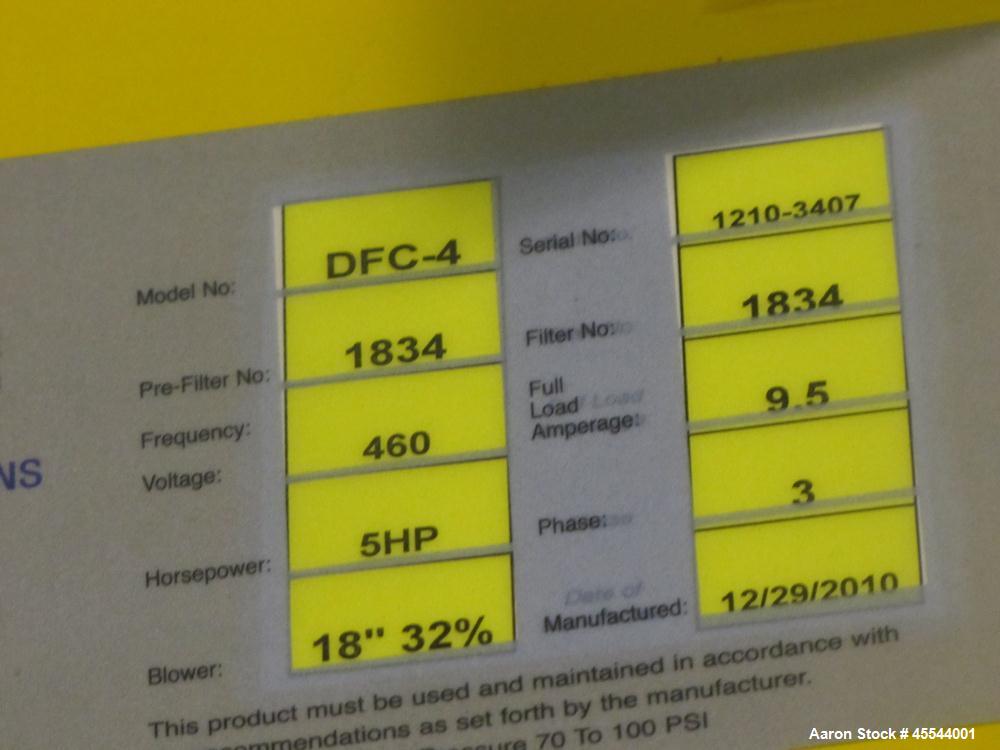 Model No: DFC-4 Serial No: 1210-3407
Pre-Filter No: 1834 Filter No: 1834
Frequency:
Voltage: 460 Full Load Amperage: 9.5
Horsepower: 5HP Phase: 3
Blower: 18" 32% Date of Manufactured: 12/29/2010
NS
This product must be used and maintained in accordance with
as set forth by the manufacturer.
70 To 100 PSI
Aaron Stock # 45544001